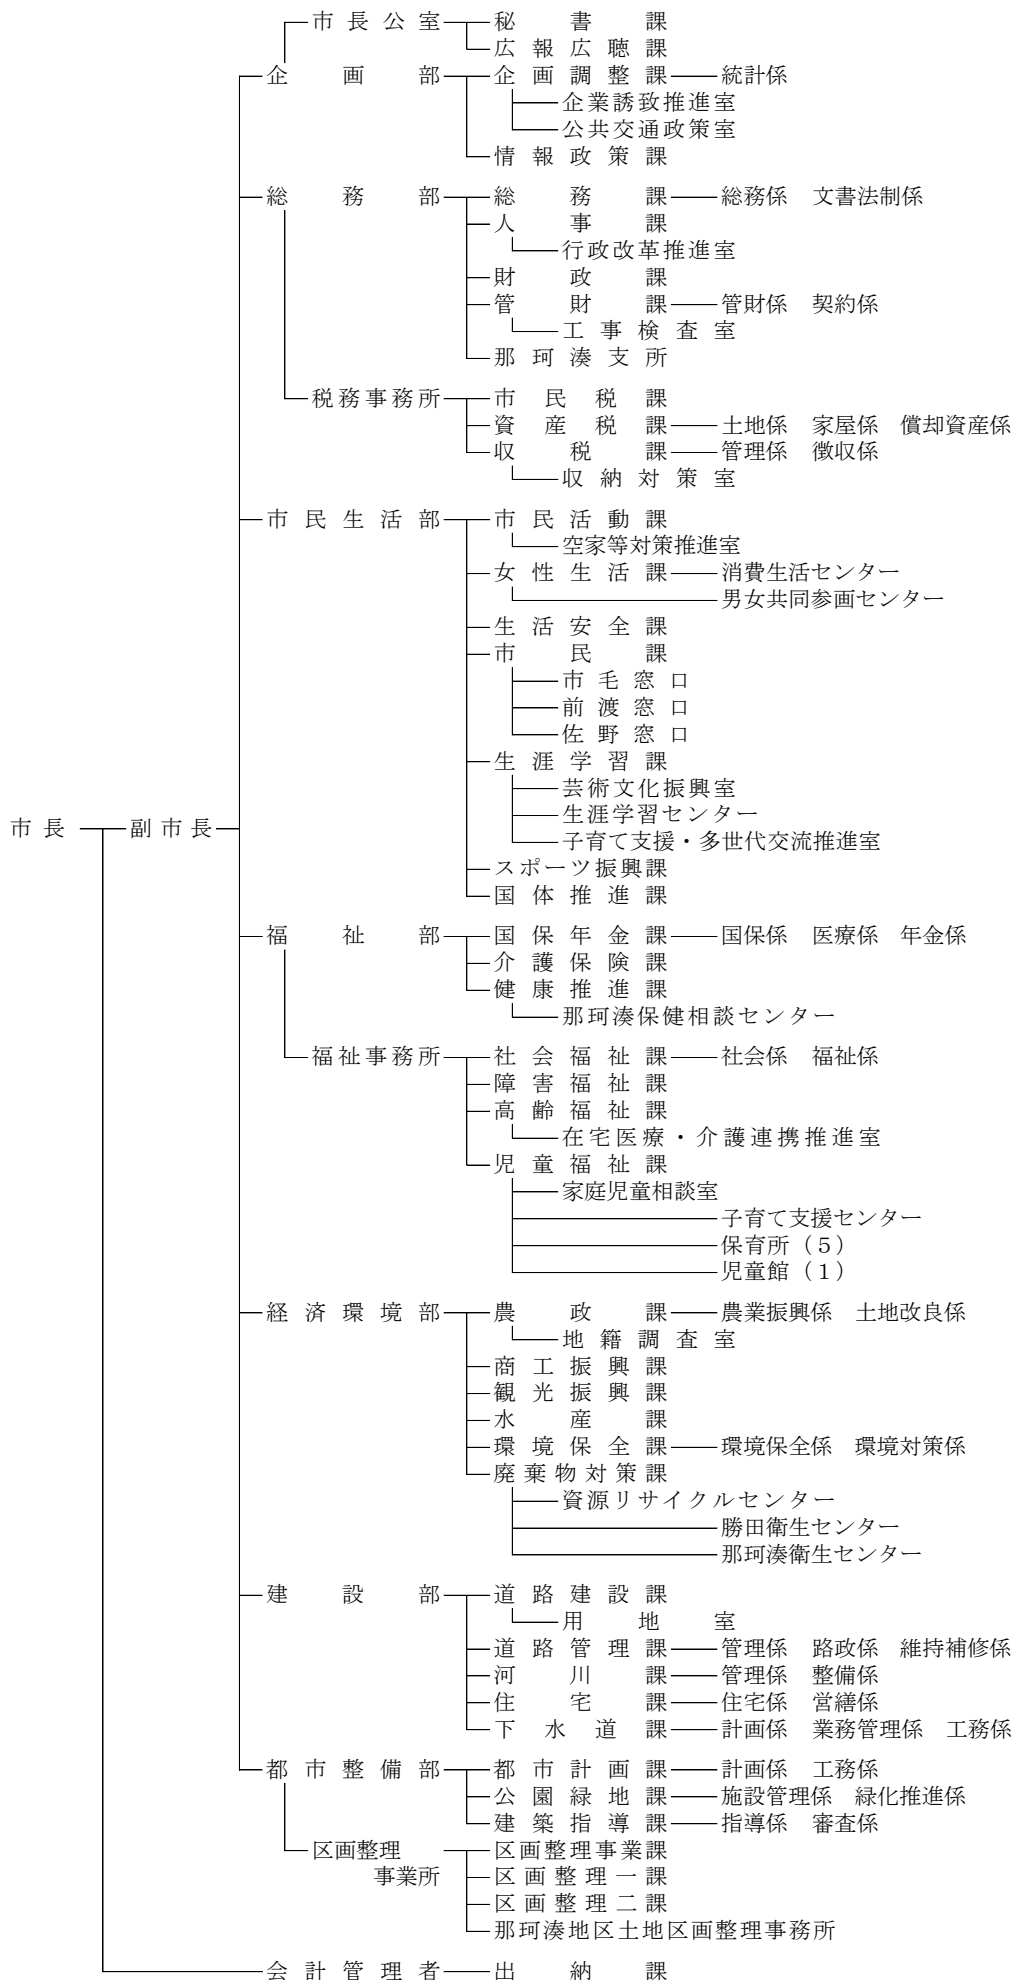 市長公室 秘書課
広報広聴課
企画部 企画調整課 統計係
企業誘致推進室
公共交通政策室
情報政策課
総務部 総務課 総務係 文書法制係
人事課
行政改革推進室
財政課
管財課 管財係 契約係
工事検査室
那珂湊支所
税務事務所 市民税課
資産税課 土地係 家屋係 償却資産係
収税課 管理係 徴収係
収納対策室
市民生活部 市民活動課
空家等対策推進室
女性生活課 消費生活センター
男女共同参画センター
生活安全課
市民課
市毛窓口
前渡窓口
佐野窓口
生涯学習課
芸術文化振興室
生涯学習センター
市長 副市長
子育て支援・多世代交流推進室
スポーツ振興課
国体推進課
福祉部 国保年金課 国保係 医療係 年金係
介護保険課
健康推進課
那珂湊保健相談センター
福祉事務所 社会福祉課 社会係 福祉係
障害福祉課
高齢福祉課
在宅医療・介護連携推進室
児童福祉課
家庭児童相談室
子育て支援センター
保育所(5)
児童館(1)
経済環境部 農政課 農業振興係 土地改良係
地籍調査室
商工振興課
観光振興課
水産課
環境保全課 環境保全係 環境対策係
廃棄物対策課
資源リサイクルセンター
勝田衛生センター
那珂湊衛生センター
建設部 道路建設課
用地室
道路管理課 管理係 路政係 維持補修係
河川課 管理係 整備係
住宅課 住宅係 営繕係
下水道課 計画係 業務管理係 工務係
都市整備部 都市計画課 計画係 工務係
公園緑地課 施設管理係 緑化推進係
建築指導課 指導係 審査係
区画整理 区画整理事業課
事業所 区画整理一課
区画整理二課
那珂湊地区土地区画整理事務所
会計管理者 出納課